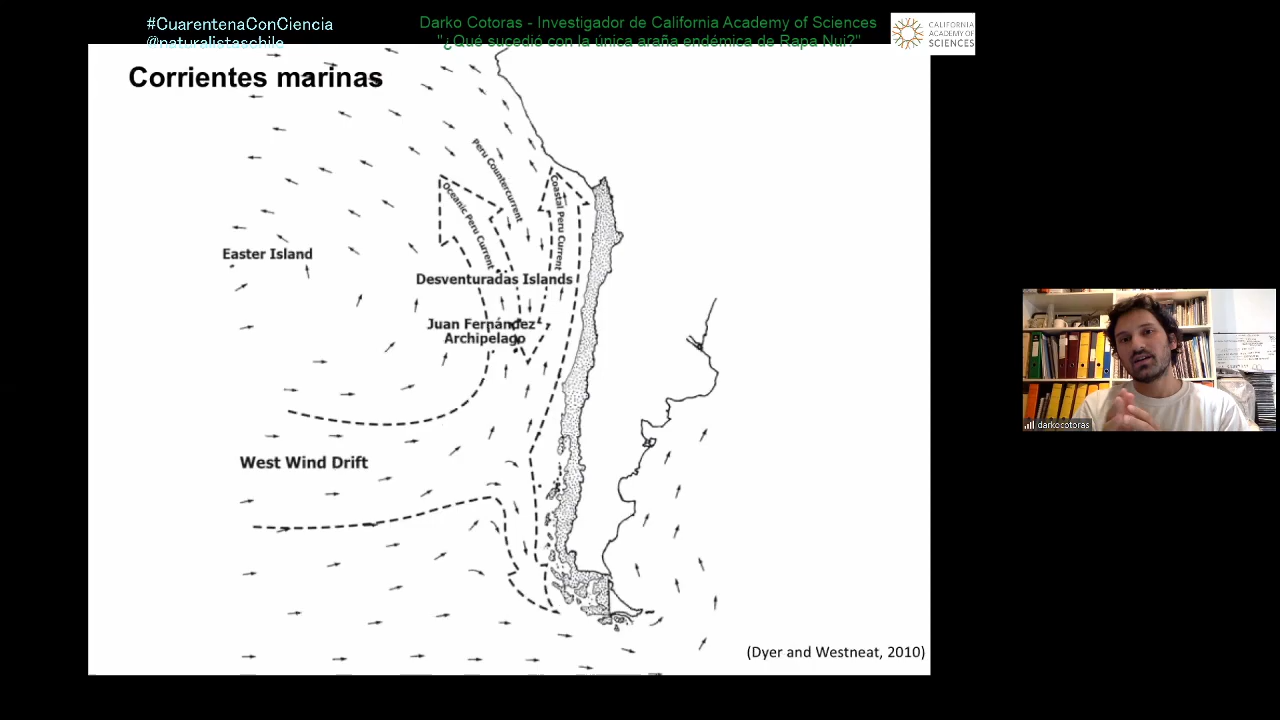 #CuarentenaConCiencia
@naturalistaschile
Darko Cotoras - Investigador de California Academy of Sciences
"¿Qué sucedió con la única araña endémica de Rapa Nui?"
CALIFORNIA
ACADEMY OF
SCIENCES
Corrientes marinas
Peru Countercurrent
Oceanic Peru Current
Coastal Peru Current
Easter Island
Desventuradas Islands
Juan Fernández
Archipelago
West Wind Drift
(Dyer and Westneat, 2010)
darkocotoras